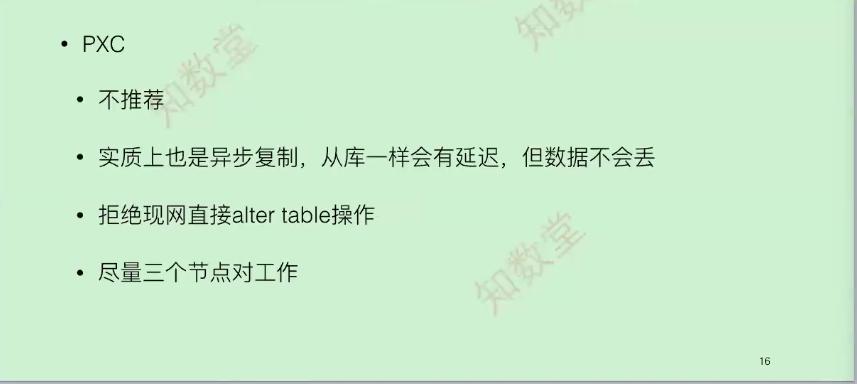 • PXC
• 不推荐
• 实质上也是异步复制，从库一样会有延迟，但数据不会丢
• 拒绝现网直接alter table操作
• 尽量三个节点对工作
知数堂
知数堂
知数堂
16